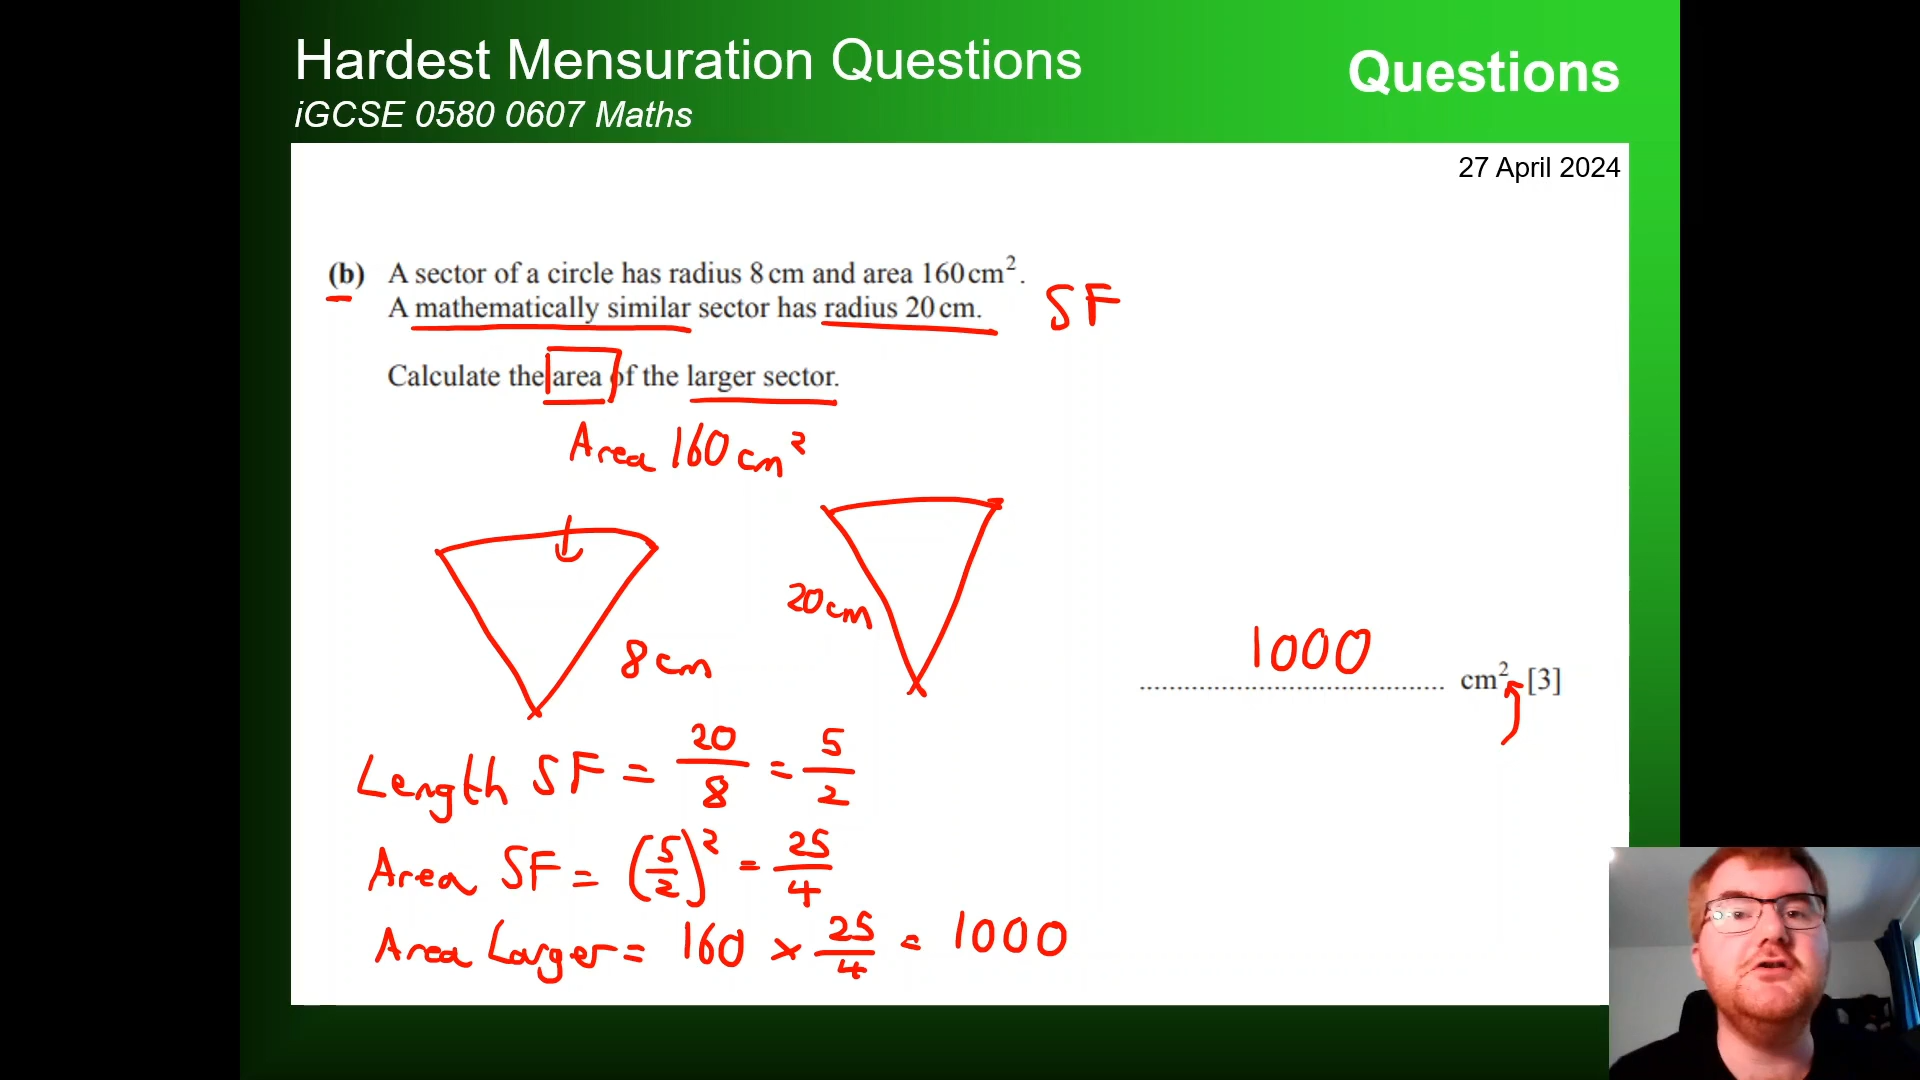 Hardest Mensuration Questions
Questions
iGCSE 0580 0607 Maths
27 April 2024
(b) A sector of a circle has radius 8 cm and area 160 cm².
A mathematically similar sector has radius 20 cm.
SF
Calculate the area of the larger sector.
Area 160 cm²
20cm
8cm
1000
cm² [3]
Length SF = 20/8 = 5/2
Area SF = (5/2)² = 25/4
Area Larger = 160 × 25/4 = 1000